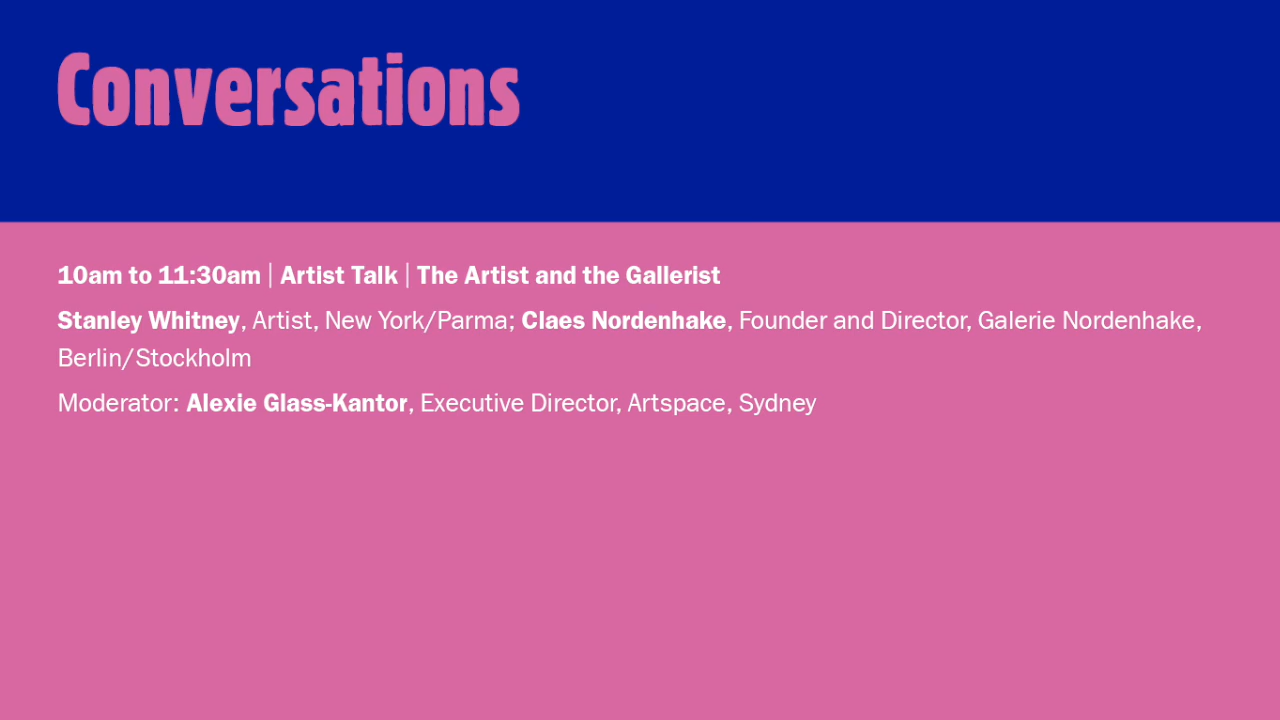 Conversations
10am to 11:30am | Artist Talk | The Artist and the Gallerist
Stanley Whitney, Artist, New York/Parma; Claes Nordenhake, Founder and Director, Galerie Nordenhake,
Berlin/Stockholm
Moderator: Alexie Glass-Kantor, Executive Director, Artspace, Sydney